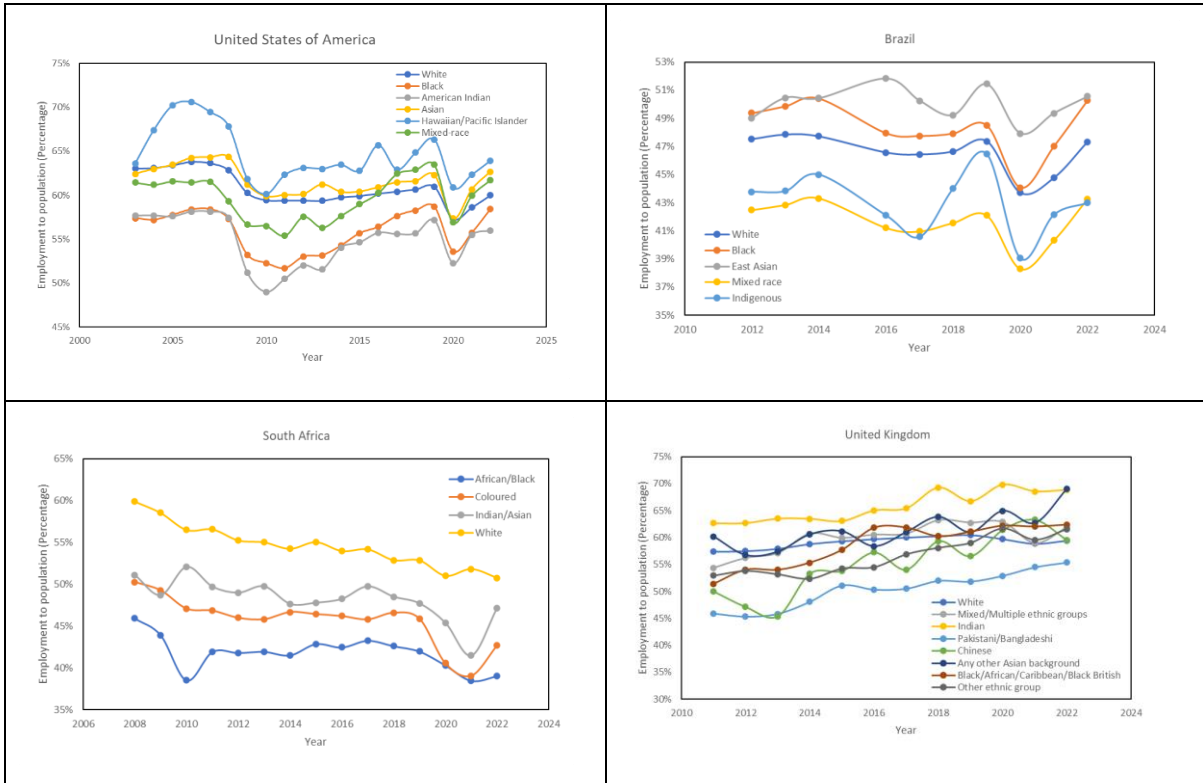 United States of America
Employment to population (Percentage)
75%
70%
65%
60%
55%
50%
45%
2000
2005
2010
2015
2020
2025
Year
White
Black
American Indian
Asian
Hawaiian/Pacific Islander
Mixed-race
Brazil
Employment to population (Percentage)
53%
51%
49%
47%
45%
43%
41%
39%
37%
35%
2010
2012
2014
2016
2018
2020
2022
2024
Year
White
Black
East Asian
Mixed race
Indigenous
South Africa
Employment to population (Percentage)
65%
60%
55%
50%
45%
40%
35%
2006
2008
2010
2012
2014
2016
2018
2020
2022
2024
Year
African/Black
Coloured
Indian/Asian
White
United Kingdom
Employment to population (Percentage)
75%
70%
65%
60%
55%
50%
45%
40%
35%
30%
2010
2012
2014
2016
2018
2020
2022
2024
Year
White
Mixed/Multiple ethnic groups
Indian
Pakistani/Bangladeshi
Chinese
Any other Asian background
Black/African/Caribbean/Black British
Other ethnic group